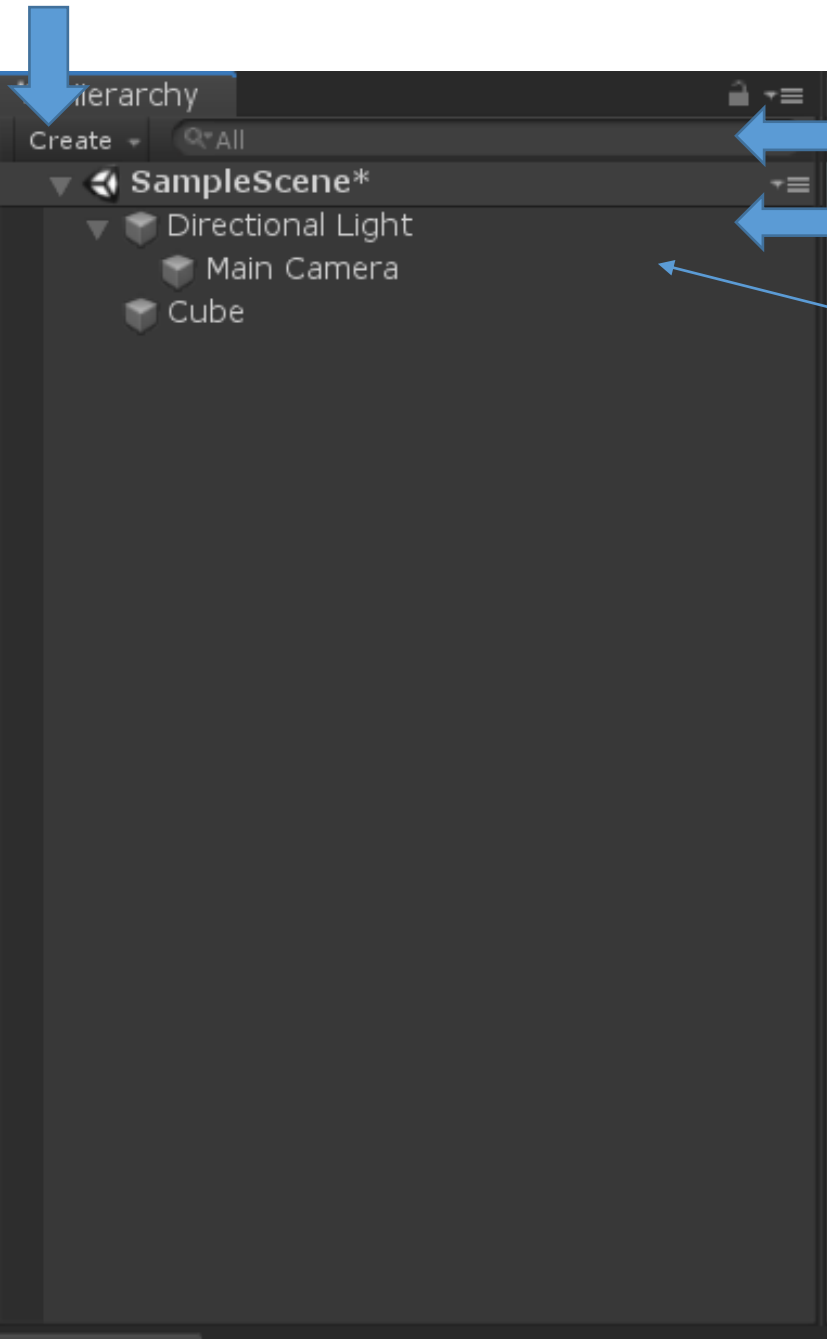 Hierarchy
Create
All
SampleScene*
Directional Light
Main Camera
Cube